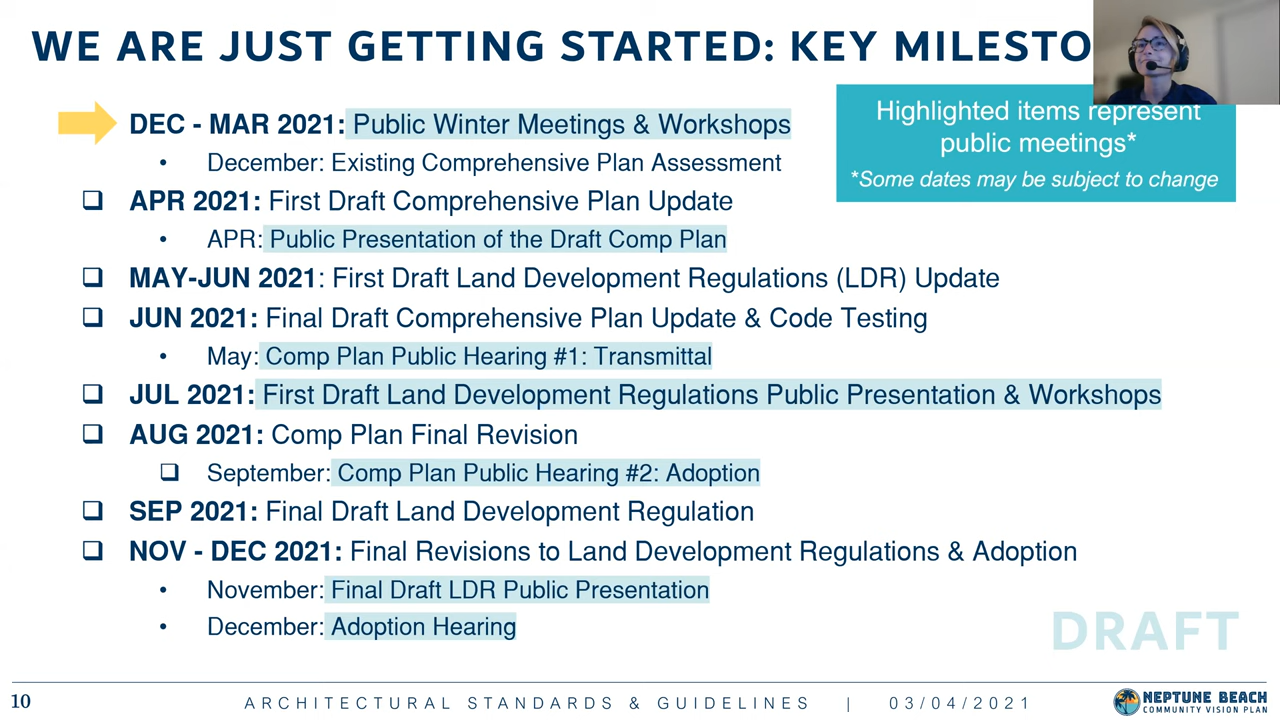 WE ARE JUST GETTING STARTED: KEY MILESTO
Highlighted items represent
public meetings*
*Some dates may be subject to change
DEC - MAR 2021: Public Winter Meetings & Workshops
• December: Existing Comprehensive Plan Assessment
❑ APR 2021: First Draft Comprehensive Plan Update
• APR: Public Presentation of the Draft Comp Plan
❑ MAY-JUN 2021: First Draft Land Development Regulations (LDR) Update
❑ JUN 2021: Final Draft Comprehensive Plan Update & Code Testing
• May: Comp Plan Public Hearing #1: Transmittal
❑ JUL 2021: First Draft Land Development Regulations Public Presentation & Workshops
❑ AUG 2021: Comp Plan Final Revision
❑ September: Comp Plan Public Hearing #2: Adoption
❑ SEP 2021: Final Draft Land Development Regulation
❑ NOV - DEC 2021: Final Revisions to Land Development Regulations & Adoption
• November: Final Draft LDR Public Presentation
• December: Adoption Hearing
DRAFT
10 ARCHITECTURAL STANDARDS & GUIDELINES | 03/04/2021
NEPTUNE BEACH
COMMUNITY VISION PLAN